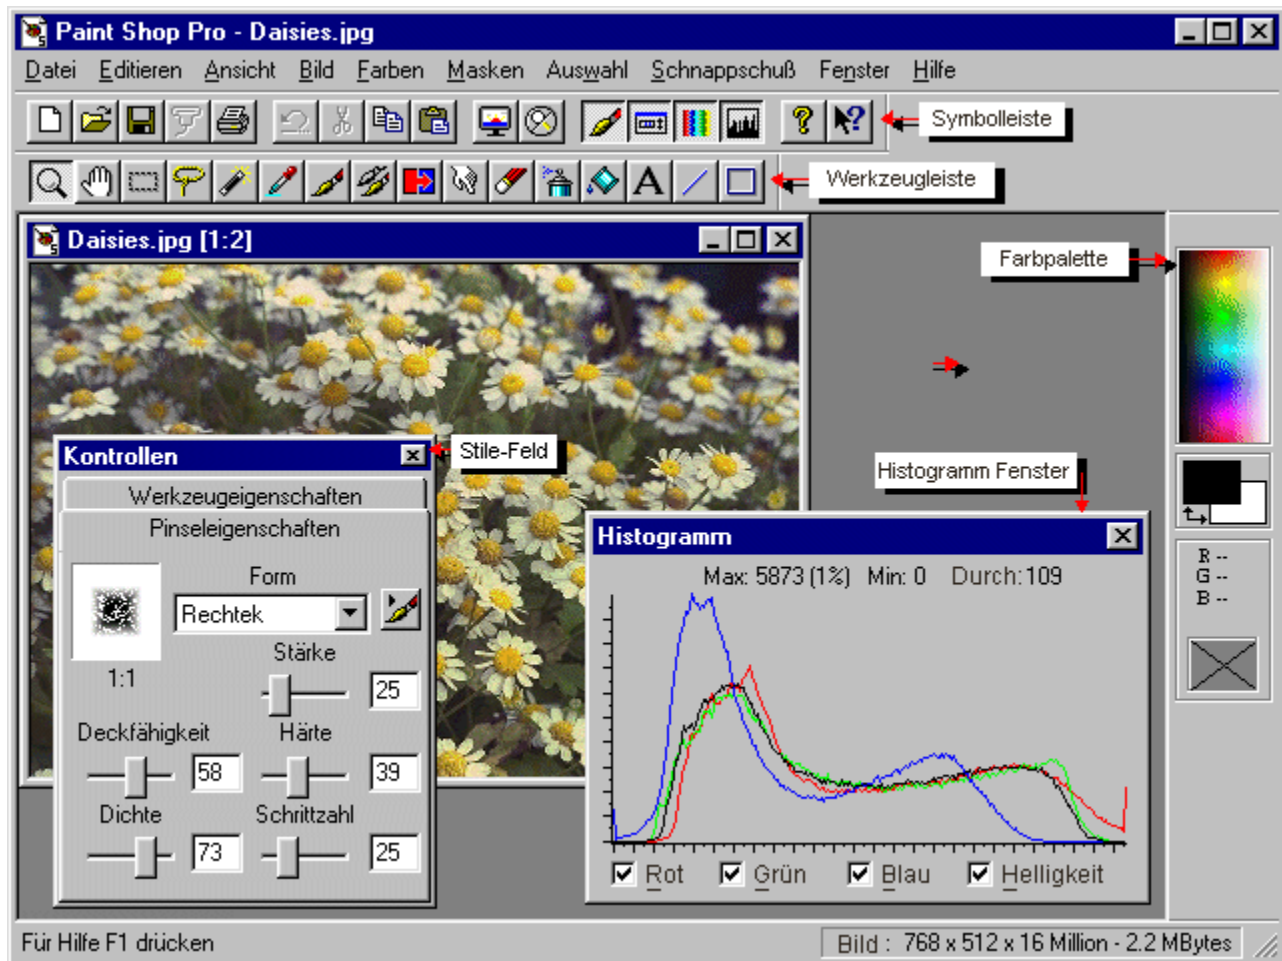 Paint Shop Pro - Daisies.jpg
Datei Editieren Ansicht Bild Farben Masken Auswahl Schnappschuß Fenster Hilfe
Symbolleiste
Werkzeugleiste
Daisies.jpg [1:2]
Farbpalette
Stile-Feld
Kontrollen
Werkzeugeigenschaften
Pinseleigenschaften
Form
Rechtek
1:1
Stärke
25
Deckfähigkeit
58
Härte
39
Dichte
73
Schrittzahl
25
Histogramm Fenster
Histogramm
Max: 5873 (1%) Min: 0 Durch: 109
Rot Grün Blau Helligkeit
R --
G --
B --
Für Hilfe F1 drücken
Bild : 768 x 512 x 16 Million - 2.2 MBytes